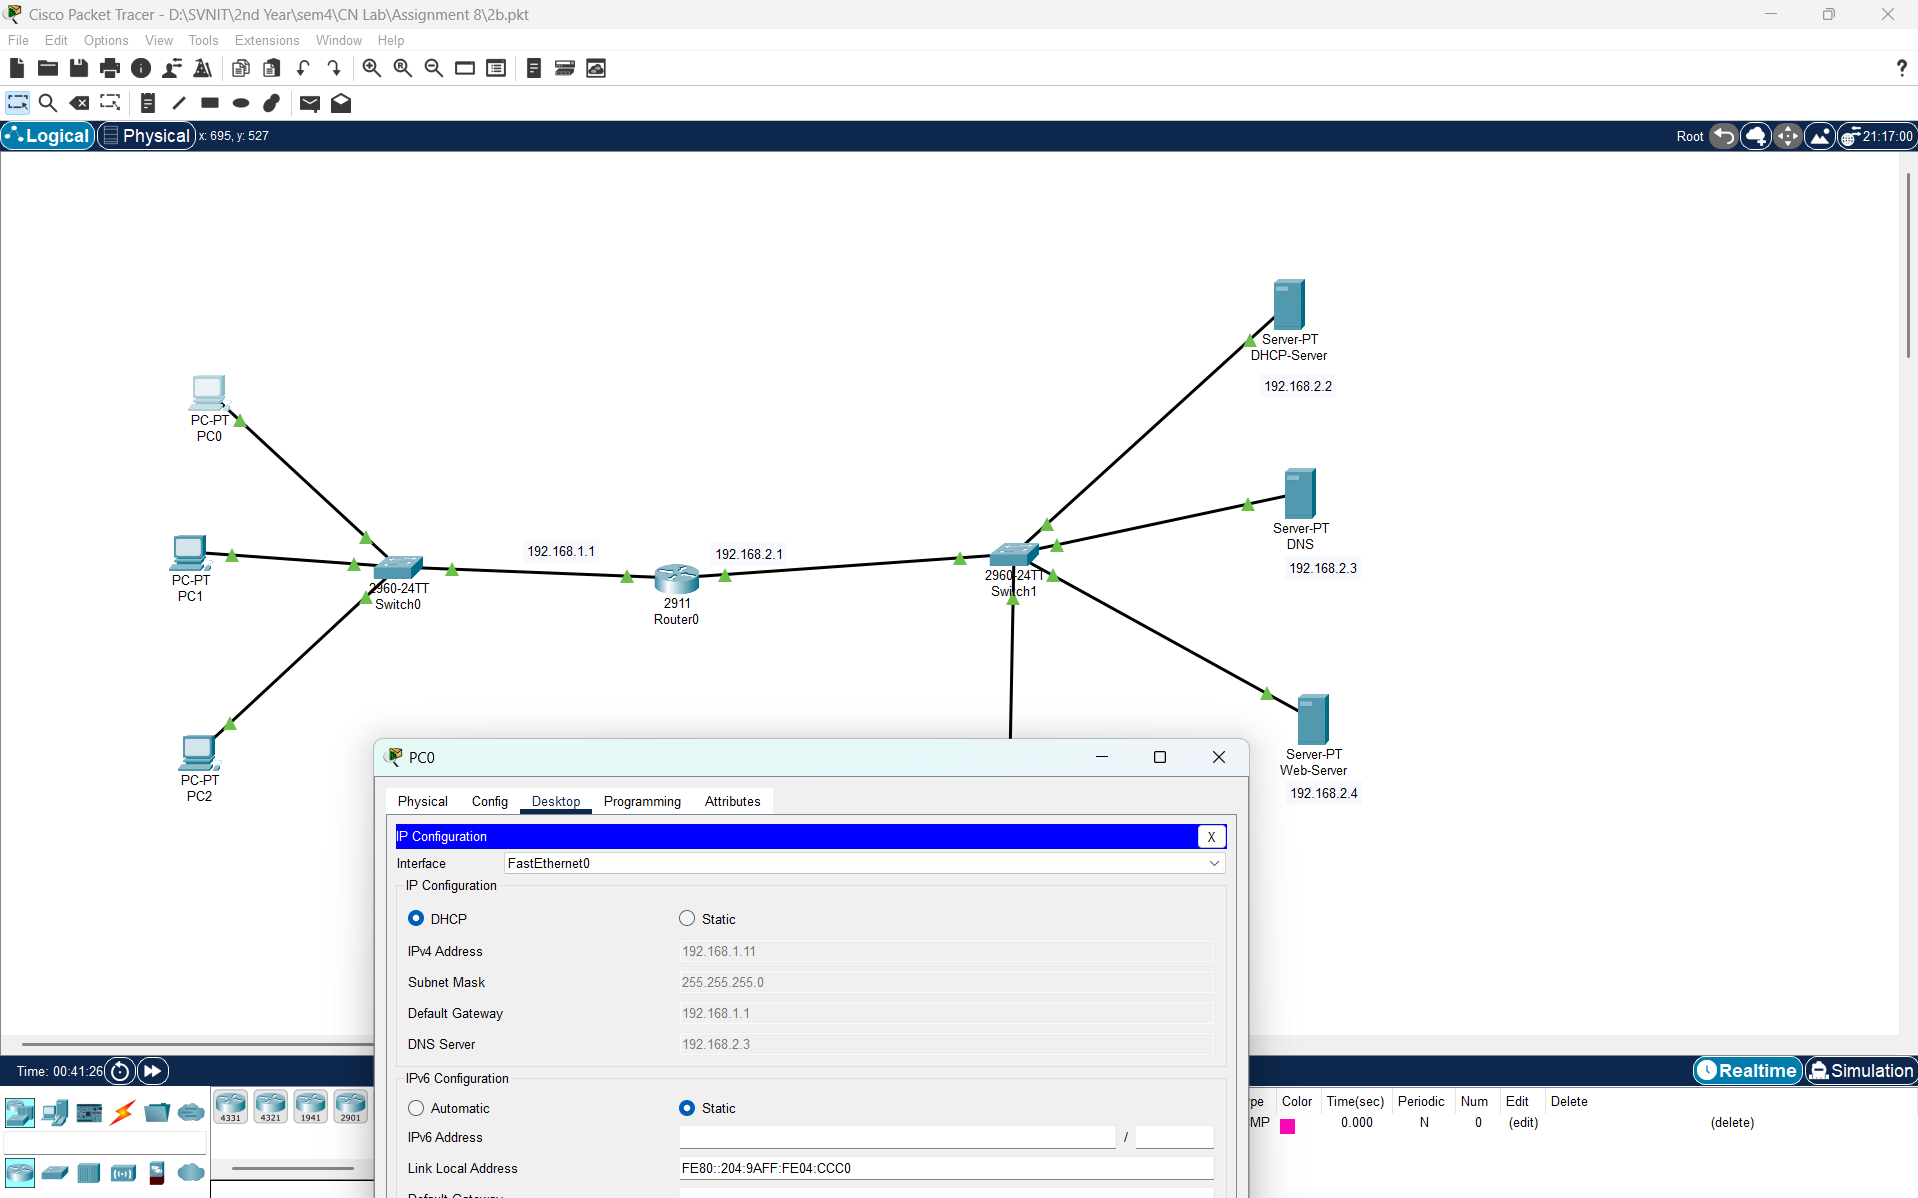 Cisco Packet Tracer - D:\SVNIT\2nd Year\sem4\CN Lab\Assignment 8\2b.pkt
File Edit Options View Tools Extensions Window Help
?
Logical Physical x: 695, y: 527 Root 21:17:00
Server-PT
DHCP-Server
192.168.2.2
PC-PT
PC0
Server-PT
DNS
192.168.2.3
192.168.1.1
192.168.2.1
PC-PT
PC1
2960-24TT
Switch0
2911
Router0
2960-24TT
Switch1
Server-PT
Web-Server
192.168.2.4
PC-PT
PC2
PC0
Physical Config Desktop Programming Attributes
IP Configuration X
Interface FastEthernet0
IP Configuration
DHCP Static
IPv4 Address 192.168.1.11
Subnet Mask 255.255.255.0
Default Gateway 192.168.1.1
DNS Server 192.168.2.3
IPv6 Configuration
Automatic Static
IPv6 Address /
Link Local Address FE80::204:9AFF:FE04:CCC0
Default Gateway
Time: 00:41:26 Realtime Simulation
4331 4321 1941 2901
pe Color Time(sec) Periodic Num Edit Delete
MP 0.000 N 0 (edit) (delete)